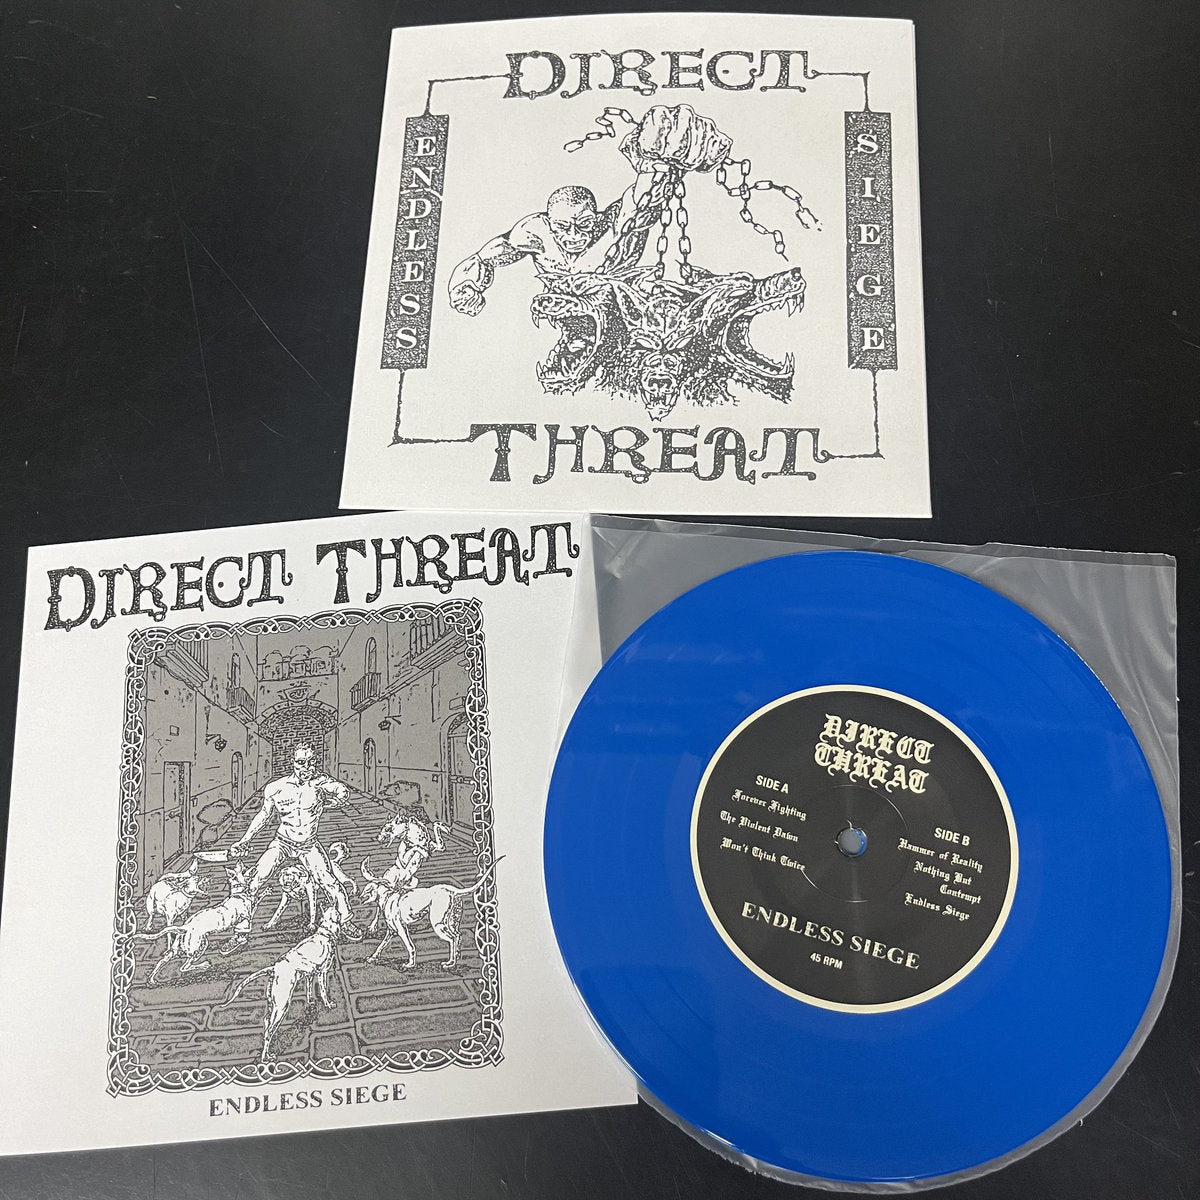 DIRECT
ENDLESS
SIEGE
THREAT
DIRECT THREAT
ENDLESS SIEGE
DIRECT
THREAT
SIDE A
Forever Fighting
The Violent Dawn
Won't Think Twice
SIDE B
Hammer of Reality
Nothing But
Contempt
Endless Siege
ENDLESS SIEGE
45 RPM